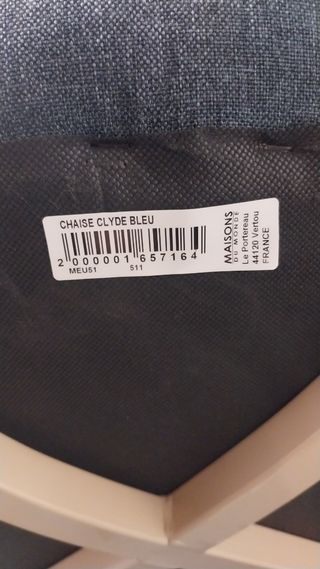 CHAISE CLYDE BLEU
2 000001 657164
MEU51 511
MAISONS
DU MONDE
Le Portereau
44120 Vertou
FRANCE